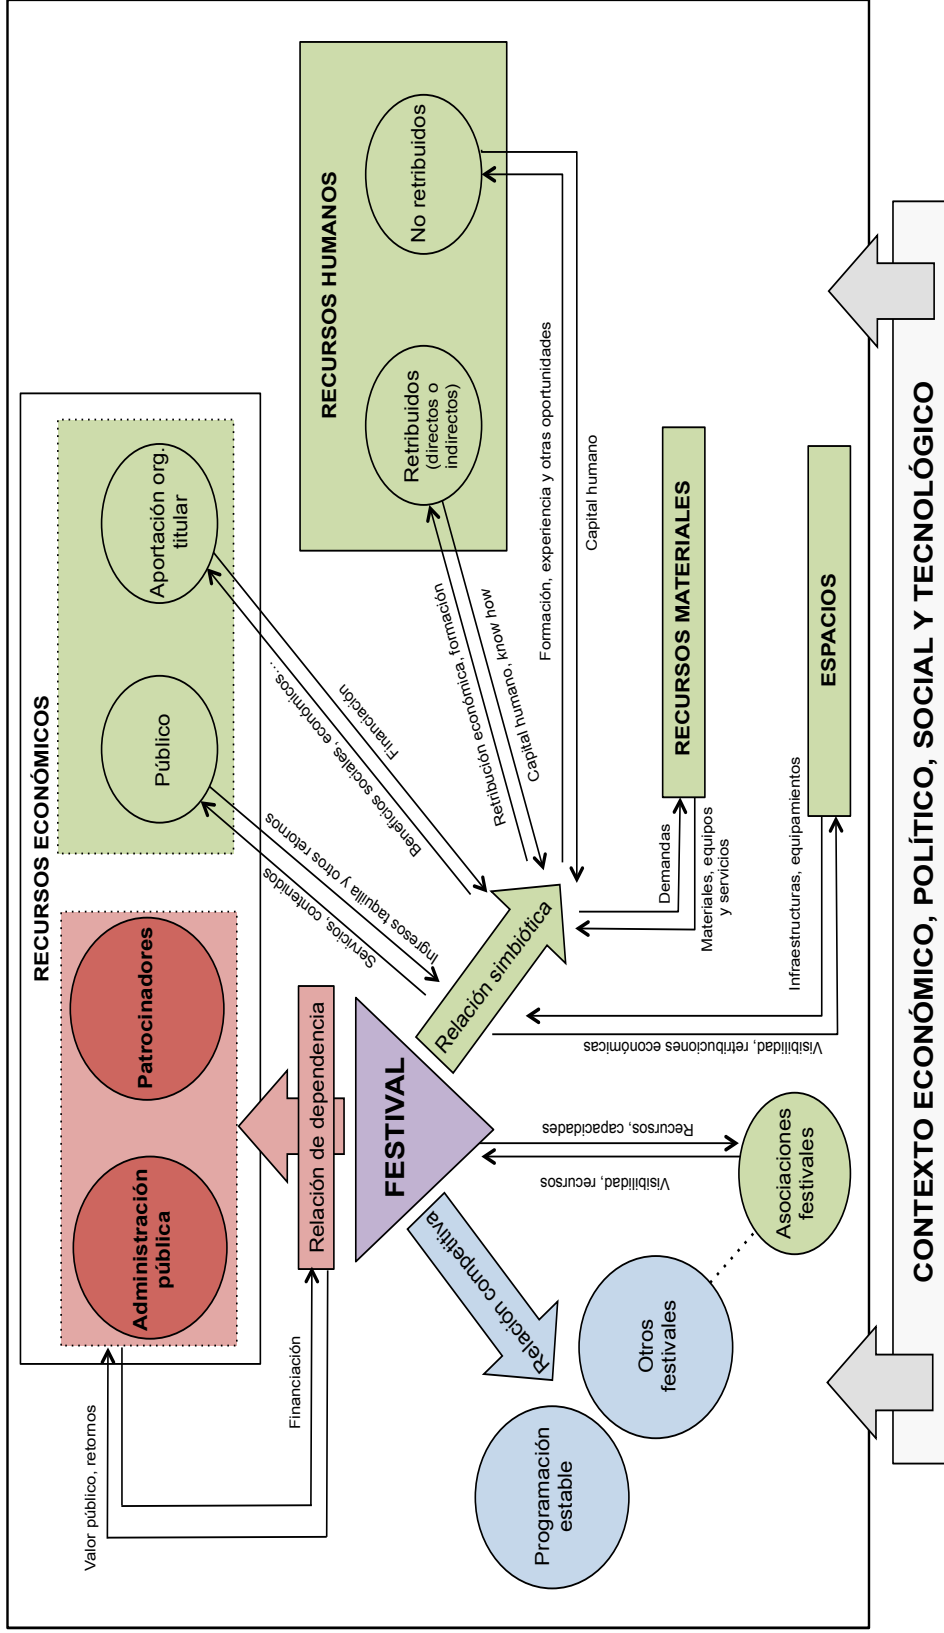 RECURSOS ECONÓMICOS
Administración
pública
Patrocinadores
Público
Aportación org.
titular
Valor público, retornos
Financiación
Relación de dependencia
FESTIVAL
Servicios, contenidos
Ingresos taquilla y otros retornos
Beneficios sociales, económicos...
Financiación
RECURSOS HUMANOS
Retribuidos
(directos o
indirectos)
No retribuidos
Retribución económica, formación
Capital humano, know how
Formación, experiencia y otras oportunidades
Capital humano
Relación simbiótica
Relación competitiva
Demandas
Materiales, equipos
y servicios
RECURSOS MATERIALES
Infraestructuras, equipamientos
Visibilidad, retribuciones económicas
ESPACIOS
Visibilidad, recursos
Recursos, capacidades
Programación
estable
Otros
festivales
Asociaciones
festivales
CONTEXTO ECONÓMICO, POLÍTICO, SOCIAL Y TECNOLÓGICO